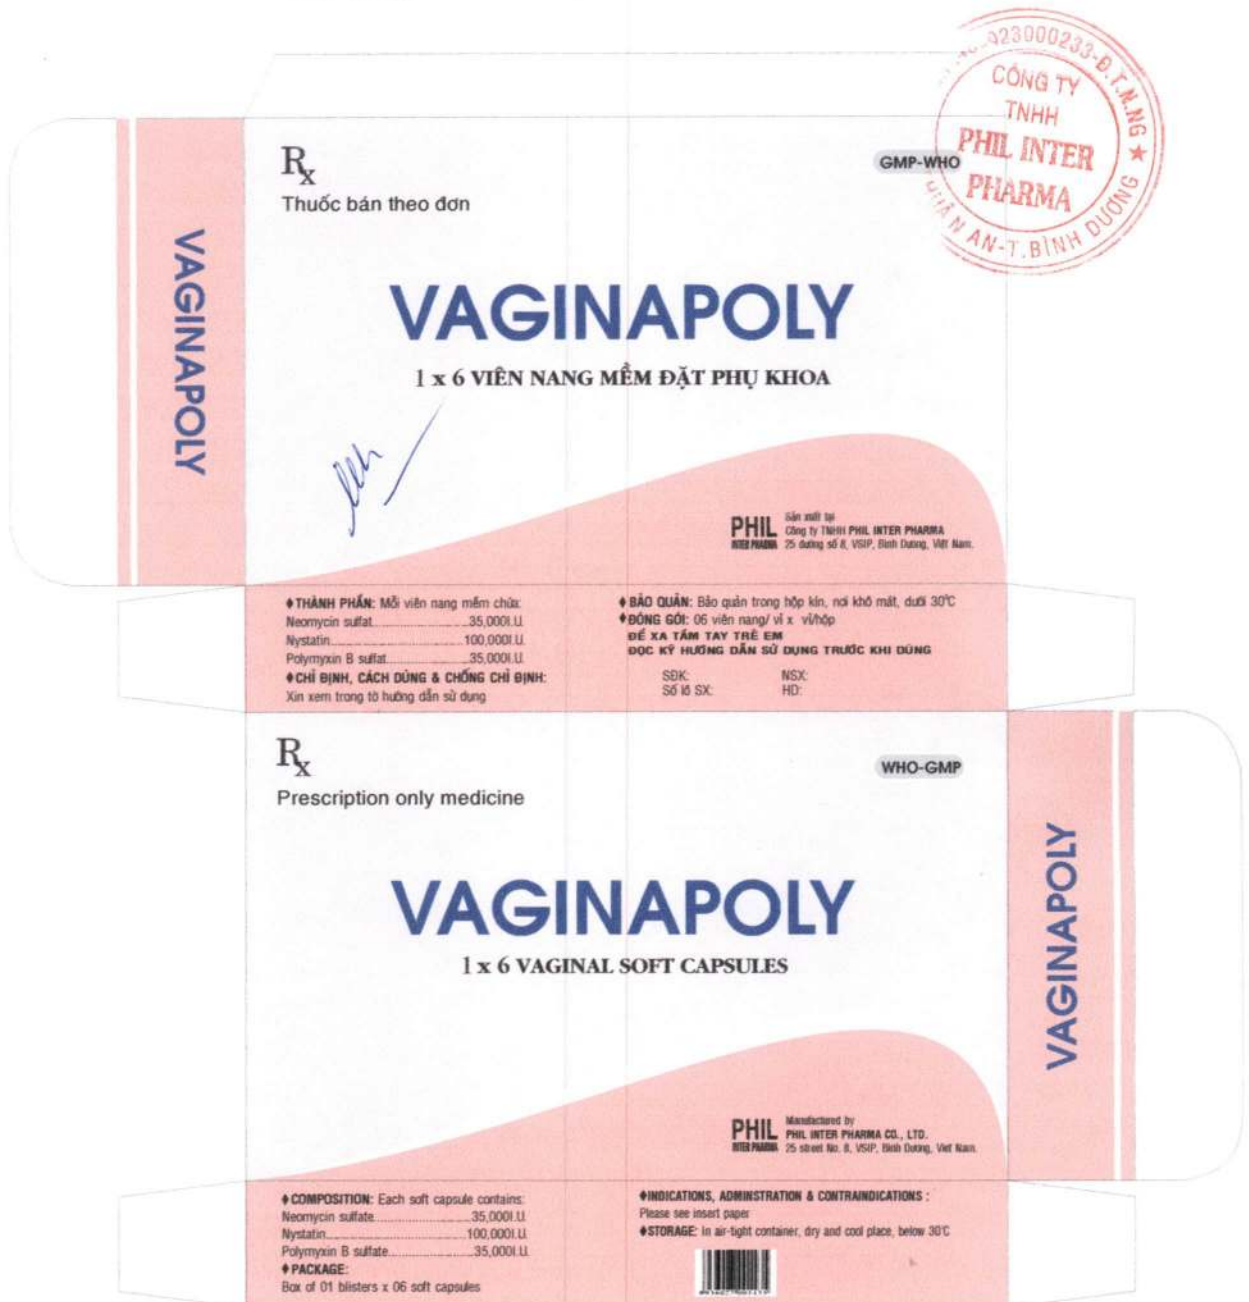 023000233-Đ.T.N.NG ★
CÔNG TY
TNHH
PHIL INTER
PHARMA
AN-T.BÌNH DƯƠNG
Rx
Thuốc bán theo đơn
GMP-WHO
VAGINAPOLY
VAGINAPOLY
1 x 6 VIÊN NANG MỀM ĐẶT PHỤ KHOA
PHIL
INTER PHARMA
Sản xuất tại
Công ty TNHH PHIL INTER PHARMA
25 đường số 8, VSIP, Bình Dương, Việt Nam.
♦THÀNH PHẦN: Mỗi viên nang mềm chứa:
Neomycin sulfat.....................35,000I.U.
Nystatin.....................100,000I.U.
Polymyxin B sulfat.....................35,000I.U.
♦CHỈ ĐỊNH, CÁCH DÙNG & CHỐNG CHỈ ĐỊNH:
Xin xem trong tờ hướng dẫn sử dụng
♦BẢO QUẢN: Bảo quản trong hộp kín, nơi khô mát, dưới 30°C
♦ĐÓNG GÓI: 06 viên nang/ vỉ x vỉ/hộp
ĐỂ XA TẦM TAY TRẺ EM
ĐỌC KỸ HƯỚNG DẪN SỬ DỤNG TRƯỚC KHI DÙNG
SĐK: NSX:
Số lô SX: HD:
Rx
Prescription only medicine
WHO-GMP
VAGINAPOLY
1 x 6 VAGINAL SOFT CAPSULES
VAGINAPOLY
PHIL
INTER PHARMA
Manufactured by
PHIL INTER PHARMA CO., LTD.
25 street No. 8, VSIP, Binh Duong, Viet Nam.
♦COMPOSITION: Each soft capsule contains:
Neomycin sulfate.....................35,000I.U.
Nystatin.....................100,000I.U.
Polymyxin B sulfate.....................35,000I.U.
♦PACKAGE:
Box of 01 blisters x 06 soft capsules
♦INDICATIONS, ADMINSTRATION & CONTRAINDICATIONS :
Please see insert paper
♦STORAGE: In air-tight container, dry and cool place, below 30°C